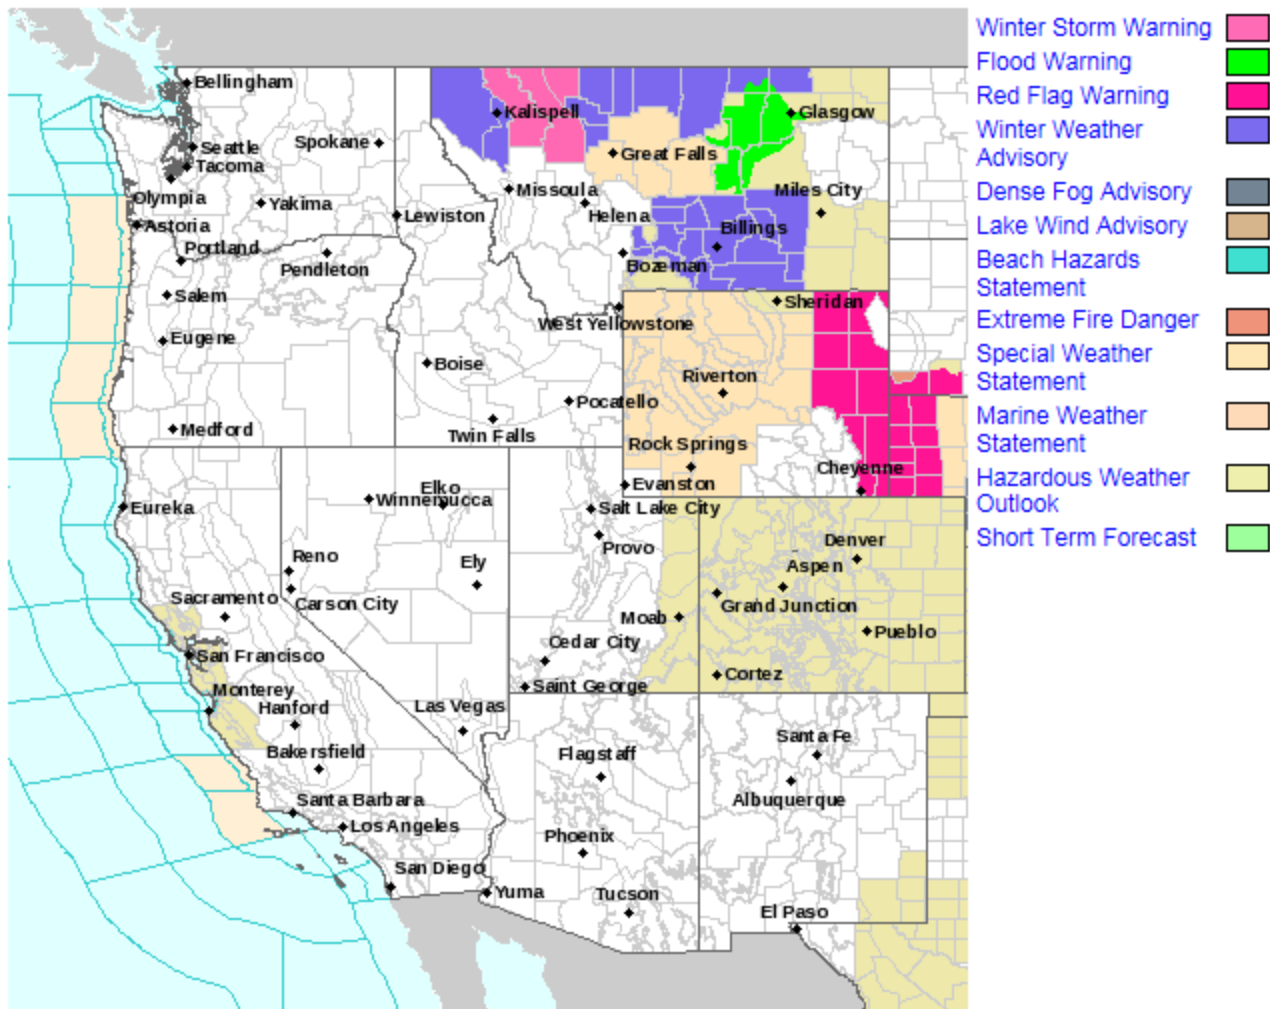 Bellingham
Seattle
Tacoma
Spokane
Olympia
Yakima
Astoria
Lewiston
Portland
Pendleton
Salem
Eugene
Medford
Kalispell
Glasgow
Great Falls
Missoula
Miles City
Helena
Billings
Bozeman
Sheridan
West Yellowstone
Boise
Riverton
Pocatello
Twin Falls
Rock Springs
Cheyenne
Evanston
Elko
Winnemucca
Eureka
Salt Lake City
Provo
Denver
Aspen
Reno
Ely
Carson City
Grand Junction
Sacramento
Moab
Pueblo
Cedar City
San Francisco
Cortez
Saint George
Monterey
Hanford
Las Vegas
Bakersfield
Flagstaff
Santa Fe
Albuquerque
Santa Barbara
Los Angeles
Phoenix
San Diego
Yuma
Tucson
El Paso
Winter Storm Warning
Flood Warning
Red Flag Warning
Winter Weather
Advisory
Dense Fog Advisory
Lake Wind Advisory
Beach Hazards
Statement
Extreme Fire Danger
Special Weather
Statement
Marine Weather
Statement
Hazardous Weather
Outlook
Short Term Forecast